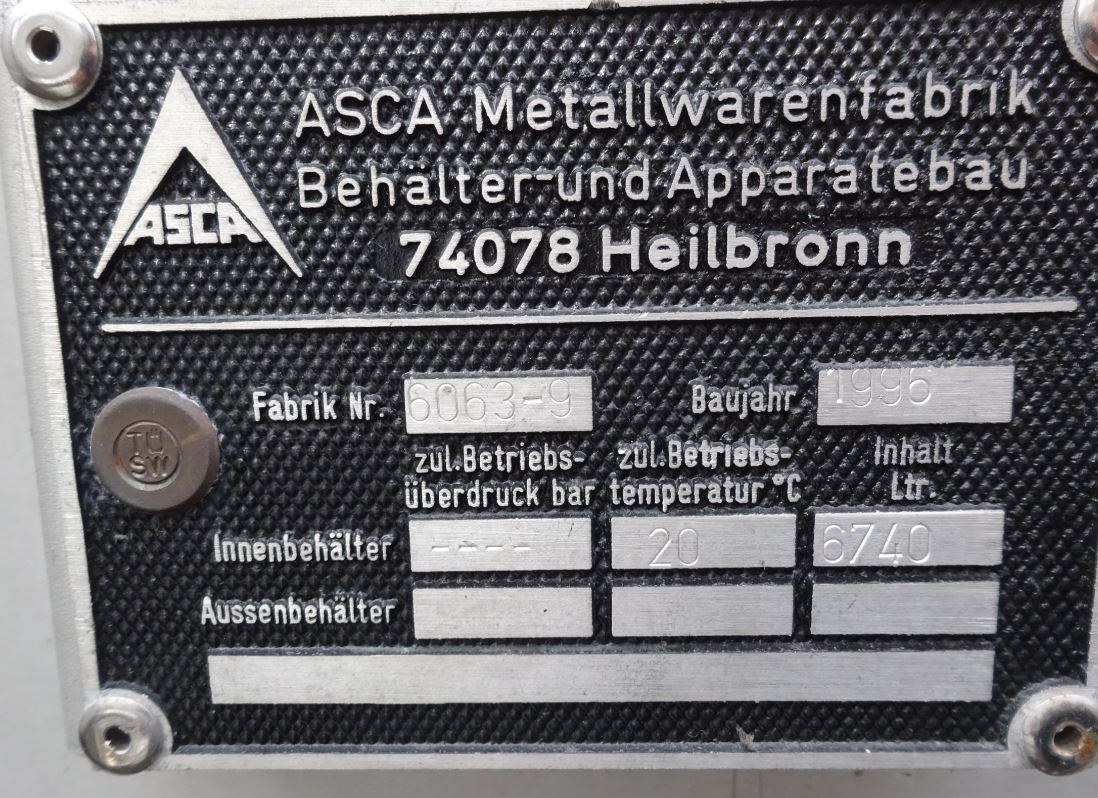 ASCA Metallwarenfabrik
Behälter-und Apparatebau
74078 Heilbronn
ASCA
Fabrik Nr. 6063-9 Baujahr 1996
TÜ
SW
zul.Betriebs-
überdruck bar
zul.Betriebs-
temperatur °C
Inhalt
Ltr.
Innenbehälter ---- 20 6740
Aussenbehälter